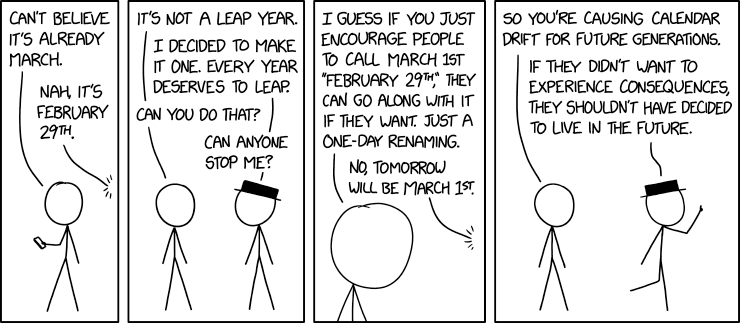 CAN'T BELIEVE
IT'S ALREADY
MARCH.
NAH, IT'S
FEBRUARY
29TH.
IT'S NOT A LEAP YEAR.
I DECIDED TO MAKE
IT ONE. EVERY YEAR
DESERVES TO LEAP.
CAN YOU DO THAT?
CAN ANYONE
STOP ME?
I GUESS IF YOU JUST
ENCOURAGE PEOPLE
TO CALL MARCH 1ST
"FEBRUARY 29TH," THEY
CAN GO ALONG WITH IT
IF THEY WANT. JUST A
ONE-DAY RENAMING.
NO, TOMORROW
WILL BE MARCH 1ST.
SO YOU'RE CAUSING CALENDAR
DRIFT FOR FUTURE GENERATIONS.
IF THEY DIDN'T WANT TO
EXPERIENCE CONSEQUENCES,
THEY SHOULDN'T HAVE DECIDED
TO LIVE IN THE FUTURE.